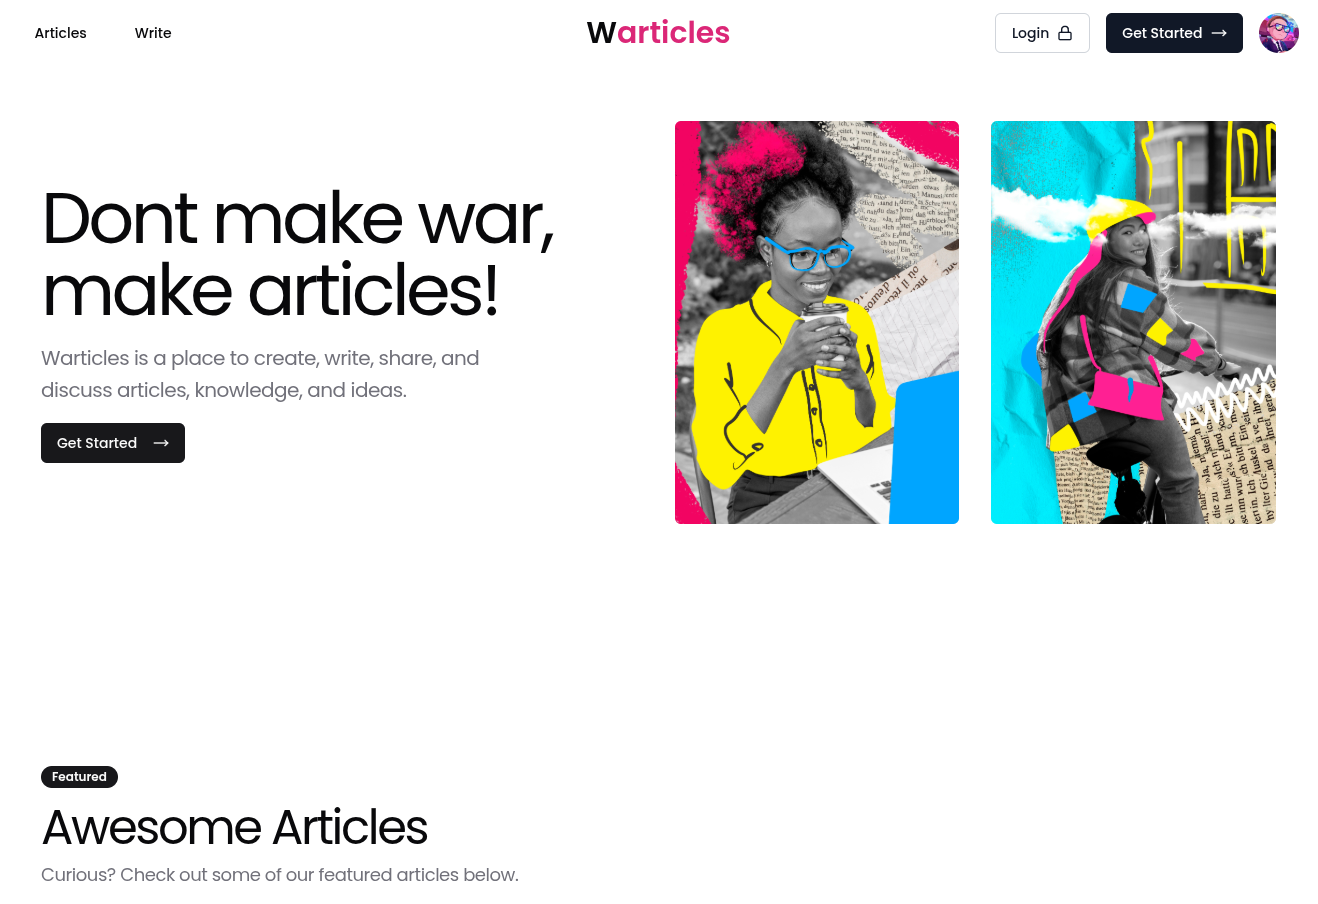 Articles
Write
Warticles
Login
Get Started
Dont make war,
make articles!
Warticles is a place to create, write, share, and
discuss articles, knowledge, and ideas.
Get Started
Featured
Awesome Articles
Curious? Check out some of our featured articles below.